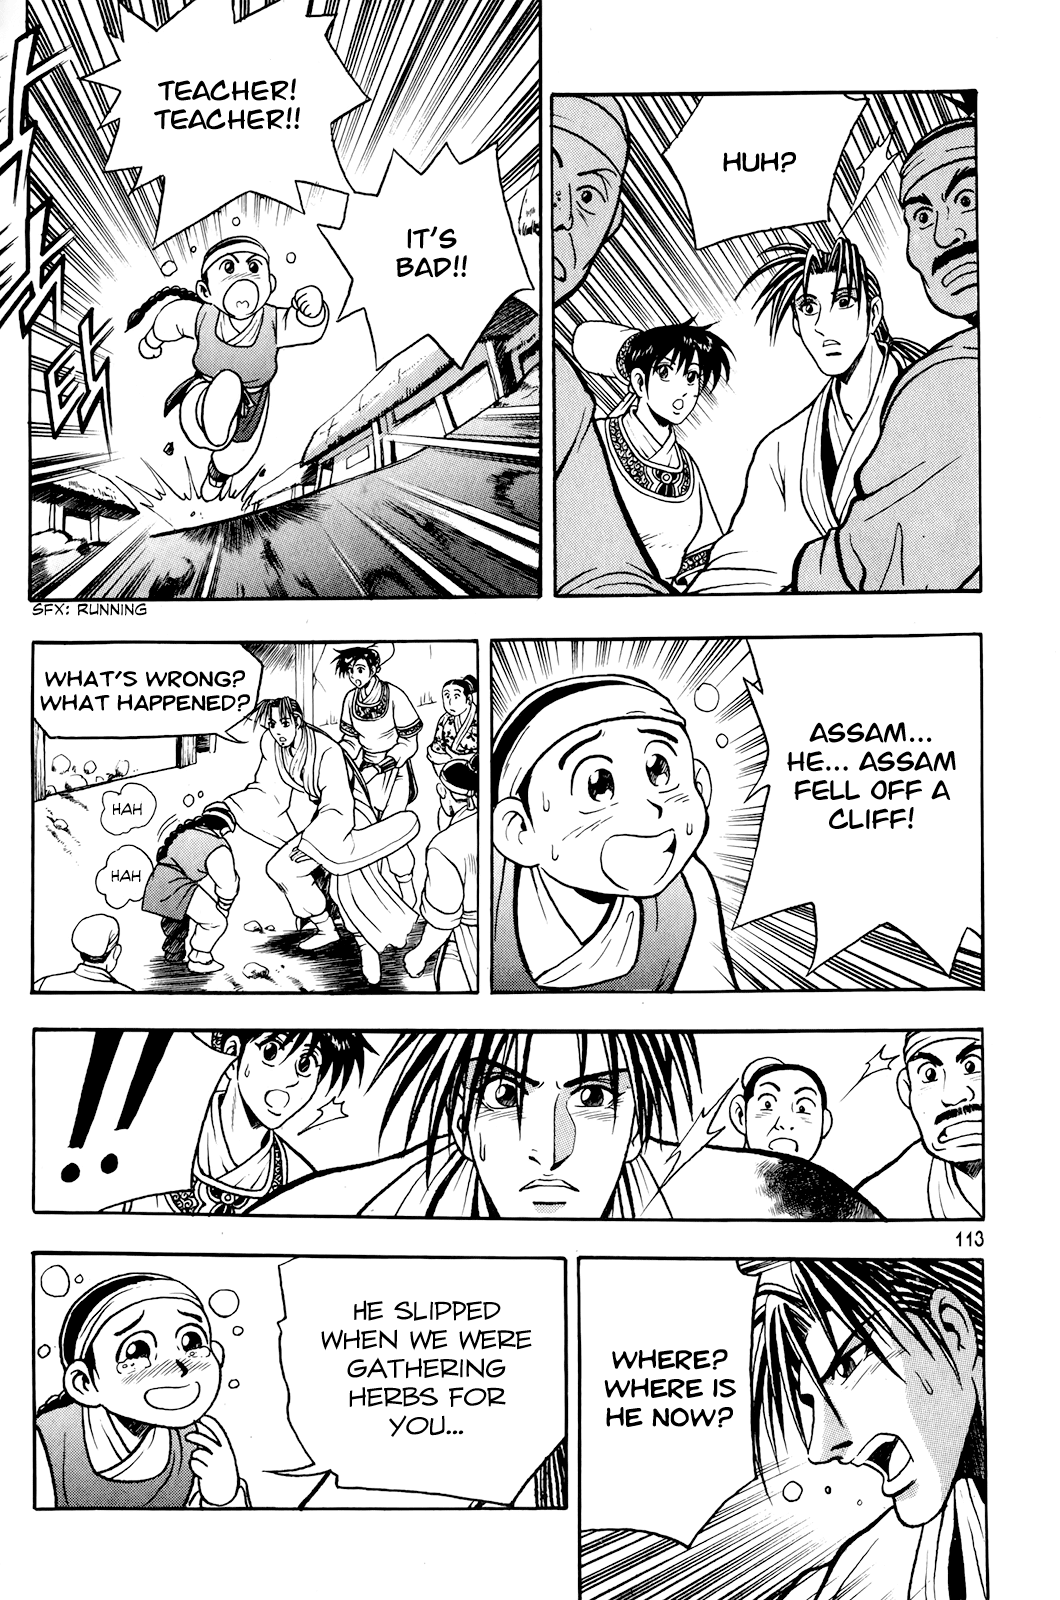 TEACHER!
TEACHER!!
IT'S
BAD!!
SFX: RUNNING
HUH?
WHAT'S WRONG?
WHAT HAPPENED?
HAH
HAH
ASSAM...
HE... ASSAM
FELL OFF A
CLIFF!
!!
113
HE SLIPPED
WHEN WE WERE
GATHERING
HERBS FOR
YOU...
WHERE?
WHERE IS
HE NOW?